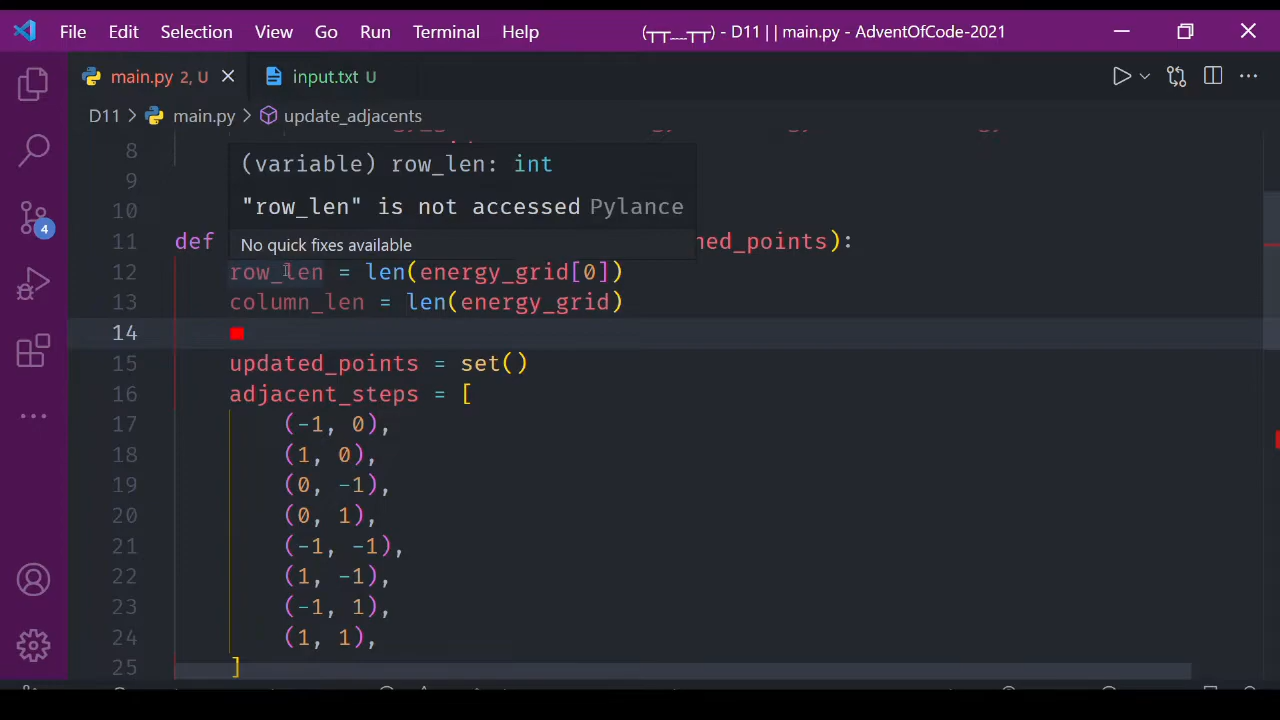 File Edit Selection View Go Run Terminal Help (┬┬﹏┬┬) - D11 | | main.py - AdventOfCode-2021
main.py 2, U input.txt U
D11 main.py update_adjacents
8
(variable) row_len: int
9
"row_len" is not accessed Pylance
10
No quick fixes available
11 def ned_points):
12 row_len = len(energy_grid[0])
13 column_len = len(energy_grid)
14
15 updated_points = set()
16 adjacent_steps = [
17 (-1, 0),
18 (1, 0),
19 (0, -1),
20 (0, 1),
21 (-1, -1),
22 (1, -1),
23 (-1, 1),
24 (1, 1),
25 ]
4